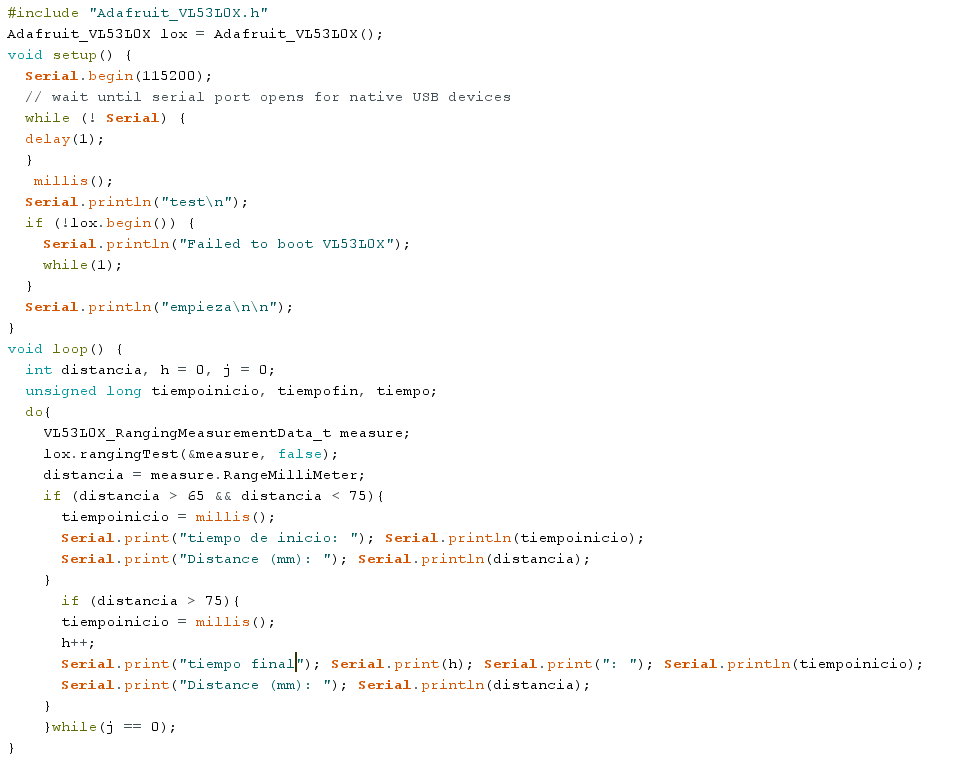 #include "Adafruit_VL53L0X.h"
Adafruit_VL53L0X lox = Adafruit_VL53L0X();
void setup() {
  Serial.begin(115200);
  // wait until serial port opens for native USB devices
  while (! Serial) {
  delay(1);
  }
   millis();
  Serial.println("test\n");
  if (!lox.begin()) {
    Serial.println("Failed to boot VL53L0X");
    while(1);
  }
  Serial.println("empieza\n\n");
}
void loop() {
  int distancia, h = 0, j = 0;
  unsigned long tiempoinicio, tiempofin, tiempo;
  do{
    VL53L0X_RangingMeasurementData_t measure;
    lox.rangingTest(&measure, false);
    distancia = measure.RangeMilliMeter;
    if (distancia > 65 && distancia < 75){
      tiempoinicio = millis();
      Serial.print("tiempo de inicio: "); Serial.println(tiempoinicio);
      Serial.print("Distance (mm): "); Serial.println(distancia);
    }
      if (distancia > 75){
      tiempoinicio = millis();
      h++;
      Serial.print("tiempo final"); Serial.print(h); Serial.print(": "); Serial.println(tiempoinicio);
      Serial.print("Distance (mm): "); Serial.println(distancia);
    }
    }while(j == 0);
}